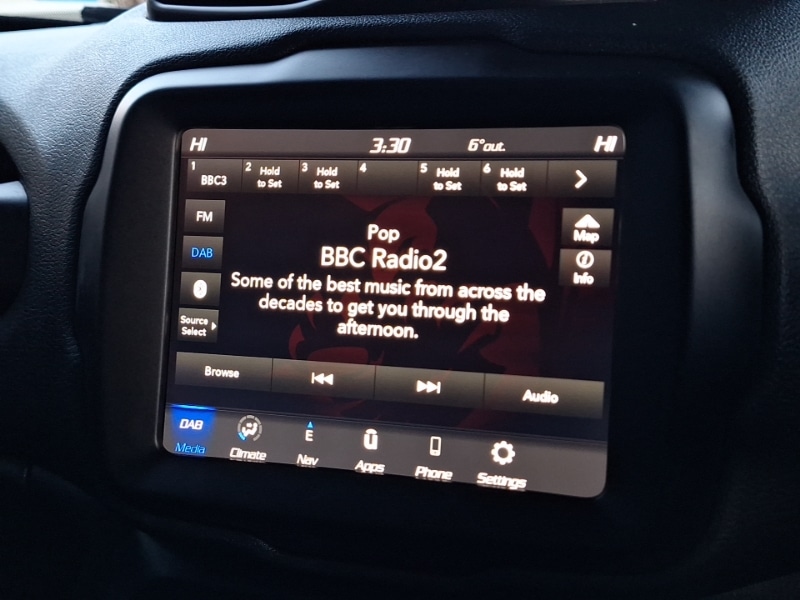 HI 3:30 6°out. HI
1 BBC3 2 Hold to Set 3 Hold to Set 4 5 Hold to Set 6 Hold to Set >
FM
DAB
Source
Select
Pop
BBC Radio2
Some of the best music from across the
decades to get you through the
afternoon.
Map
Info
Browse Audio
DAB E
Media Climate Nav Apps Phone Settings